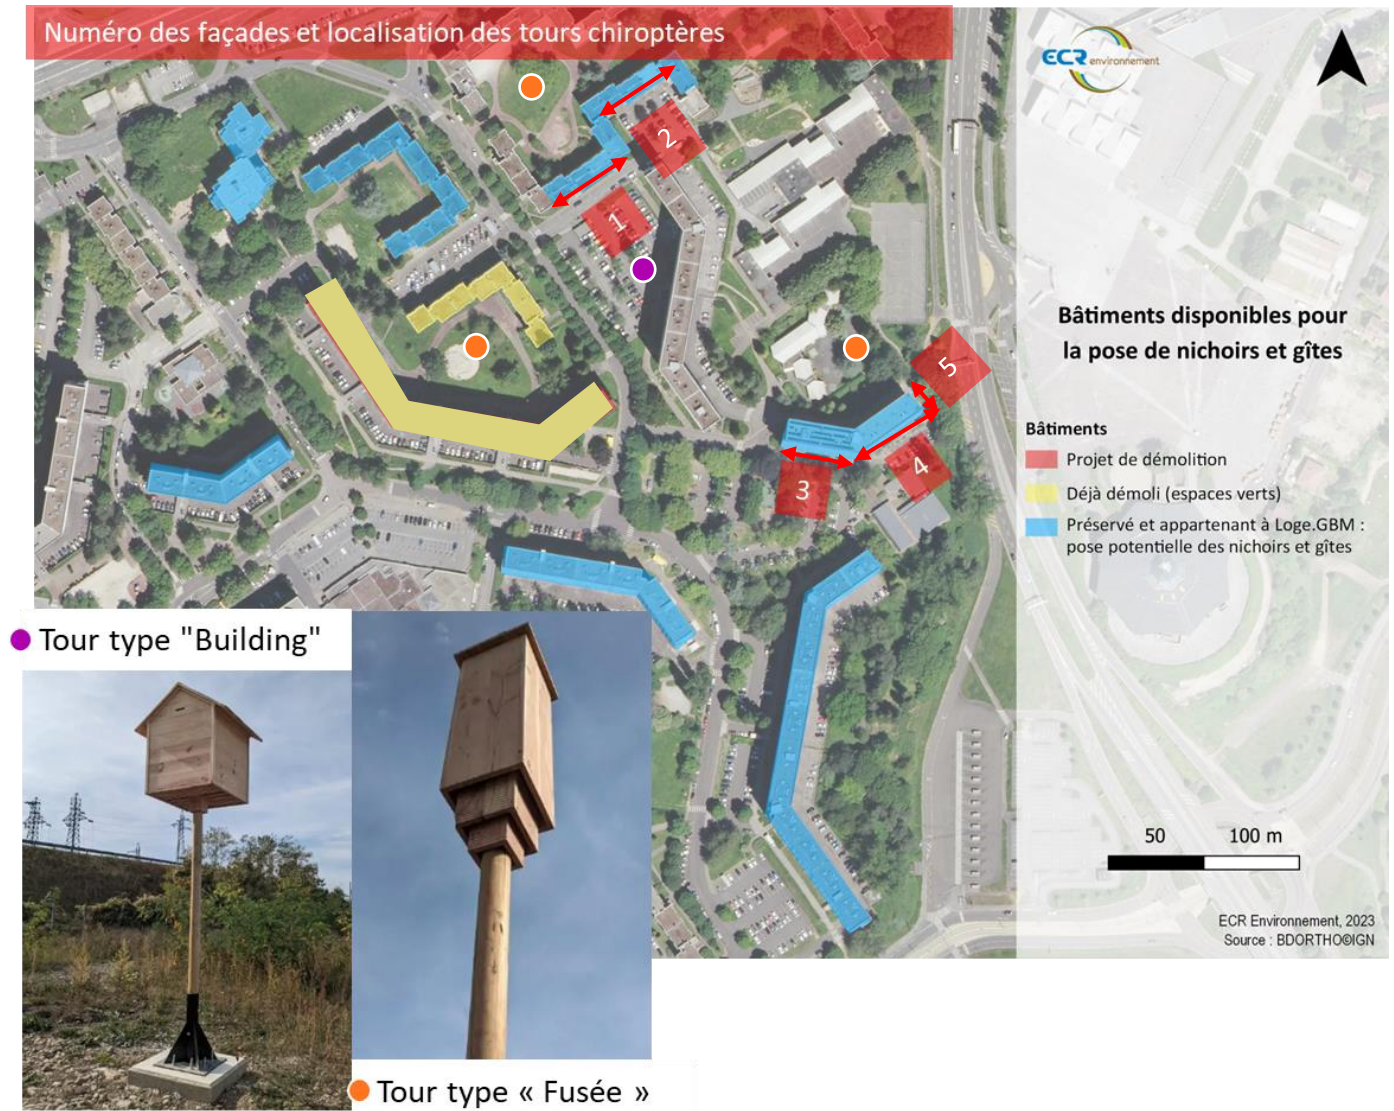 Numéro des façades et localisation des tours chiroptères
ECR environnement
2
1
5
4
3
Bâtiments disponibles pour
la pose de nichoirs et gîtes
Bâtiments
Projet de démolition
Déjà démoli (espaces verts)
Préservé et appartenant à Loge.GBM :
pose potentielle des nichoirs et gîtes
50 100 m
ECR Environnement, 2023
Source : BDORTHO©IGN
Tour type "Building"
Tour type « Fusée »